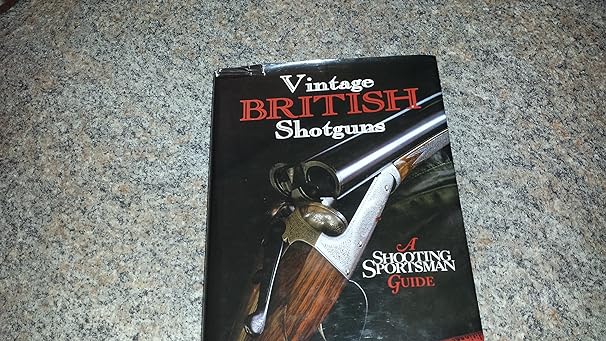 Vintage
BRITISH
Shotguns
A
SHOOTING
SPORTSMAN
GUIDE